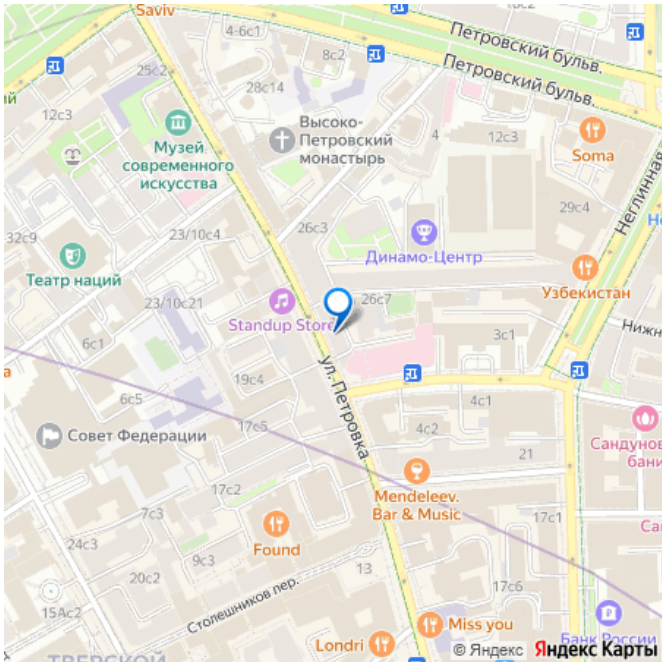 Saviv
4-6с1
8с2
18с2
Петровский бульв.
Петровский бульв.
25с2
28с14
12с3
Высоко-
Петровский
монастырь
4
12с3
Soma
Музей
современного
искусства
Неглинная
29с4
26с3
32с9
23/10с4
Динамо-Центр
Театр наций
Узбекистан
23/10с21
26с7
Standup Store
Нижн
6с1
3с1
ул. Петровка
19с4
6с5
4с1
4с2
Совет Федерации
17с5
Сандунов
бани
21
Mendeleev.
Bar & Music
17с2
17с1
7с3
Found
24с3
9с3
20с2
13
Столешников пер.
17с6
15Ас2
Miss you
Банк России
Londri
ТВЕРСКОЙ
© Яндекс Яндекс Карты